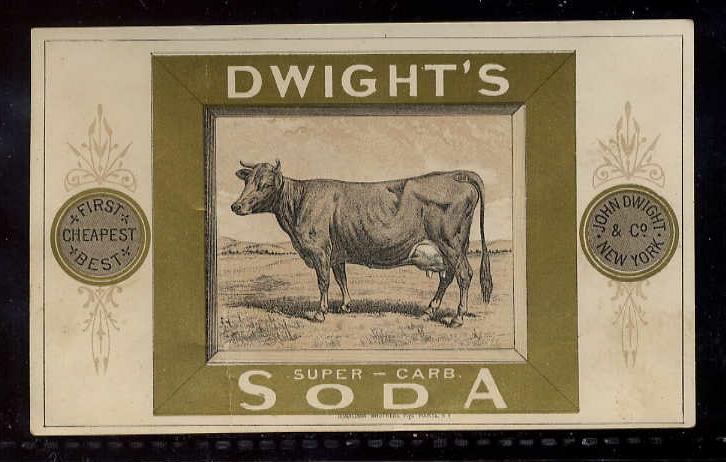 DWIGHT'S
FIRST
CHEAPEST
BEST
JOHN DWIGHT
& Co
NEW YORK
SUPER - CARB.
SODA